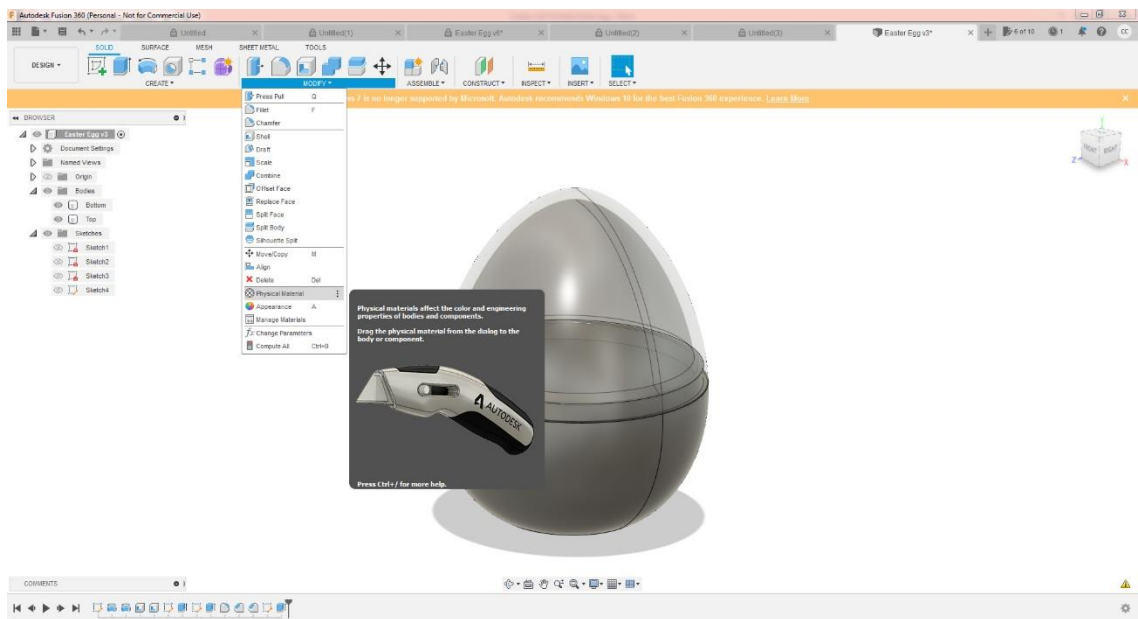 Autodesk Fusion 360 (Personal - Not for Commercial Use)
Untitled
Untitled(1)
Easter Egg v6*
Untitled(2)
Untitled(3)
Easter Egg v3*
6 of 10
1
CC
SOLID
SURFACE
MESH
SHEET METAL
TOOLS
DESIGN
CREATE
MODIFY
ASSEMBLE
CONSTRUCT
INSPECT
INSERT
SELECT
7 is no longer supported by Microsoft. Autodesk recommends Windows 10 for the best Fusion 360 experience. Learn More
BROWSER
Easter Egg v3
Document Settings
Named Views
Origin
Bodies
Bottom
Top
Sketches
Sketch1
Sketch2
Sketch3
Sketch4
Press Pull Q
Fillet F
Chamfer
Shell
Draft
Scale
Combine
Offset Face
Replace Face
Split Face
Split Body
Silhouette Split
Move/Copy M
Align
Delete Del
Physical Material
Appearance A
Manage Materials
Change Parameters
Compute All Ctrl+B
Physical materials affect the color and engineering
properties of bodies and components.
Drag the physical material from the dialog to the
body or component.
AUTODESK
Press Ctrl+/ for more help.
FRONT
RIGHT
Y
Z
X
COMMENTS